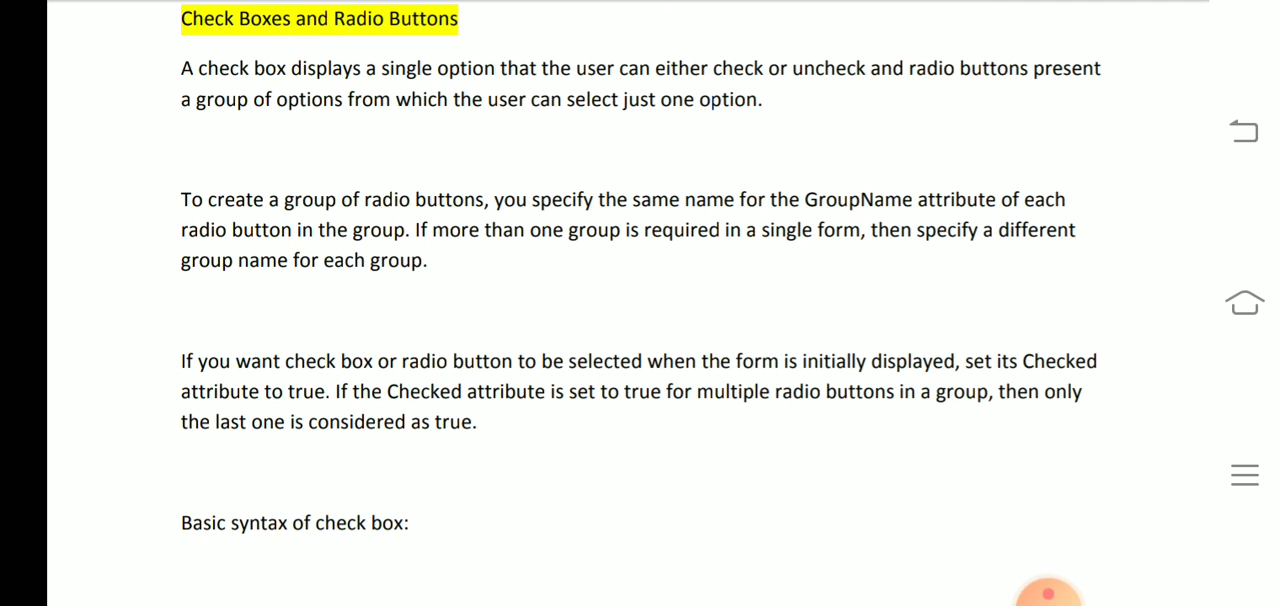 Check Boxes and Radio Buttons
A check box displays a single option that the user can either check or uncheck and radio buttons present
a group of options from which the user can select just one option.
To create a group of radio buttons, you specify the same name for the GroupName attribute of each
radio button in the group. If more than one group is required in a single form, then specify a different
group name for each group.
If you want check box or radio button to be selected when the form is initially displayed, set its Checked
attribute to true. If the Checked attribute is set to true for multiple radio buttons in a group, then only
the last one is considered as true.
Basic syntax of check box: